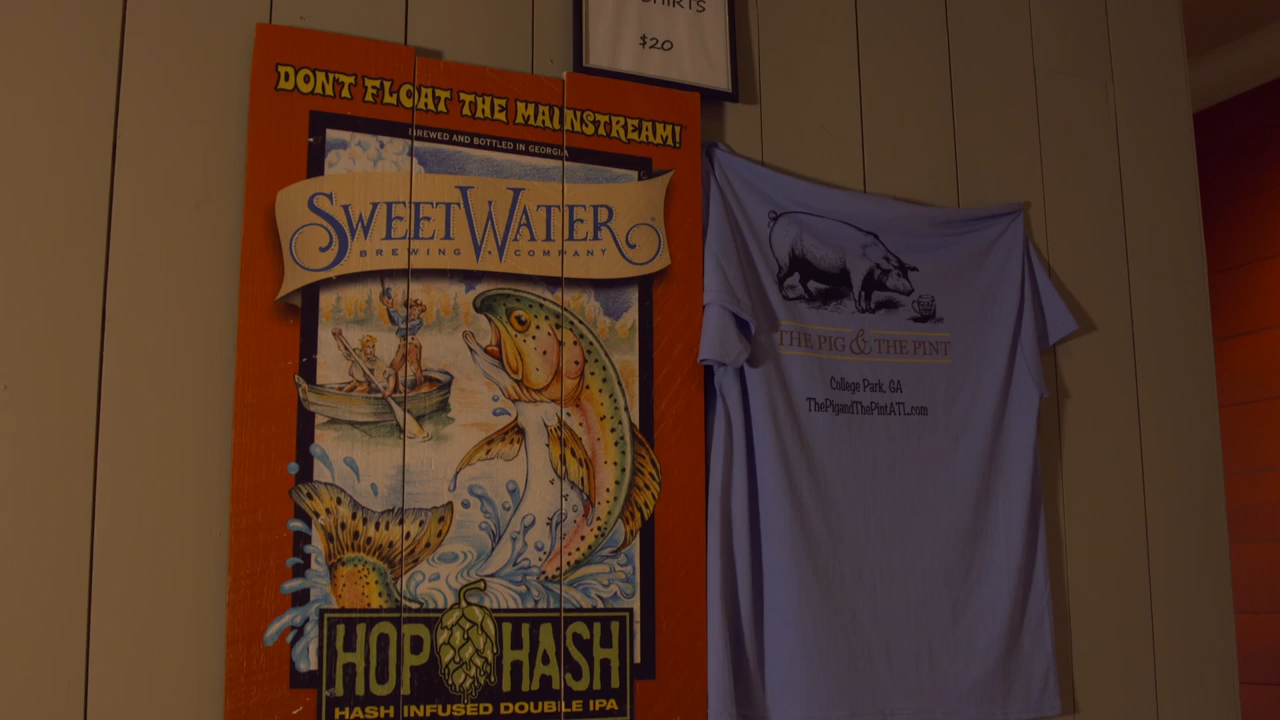 SHIRTS
$20
DON'T FLOAT THE MAINSTREAM!
BREWED AND BOTTLED IN GEORGIA
SWEETWATER
BREWING COMPANY
HOP HASH
HASH INFUSED DOUBLE IPA
THE PIG & THE PINT
College Park, GA
ThePigandThePintATL.com